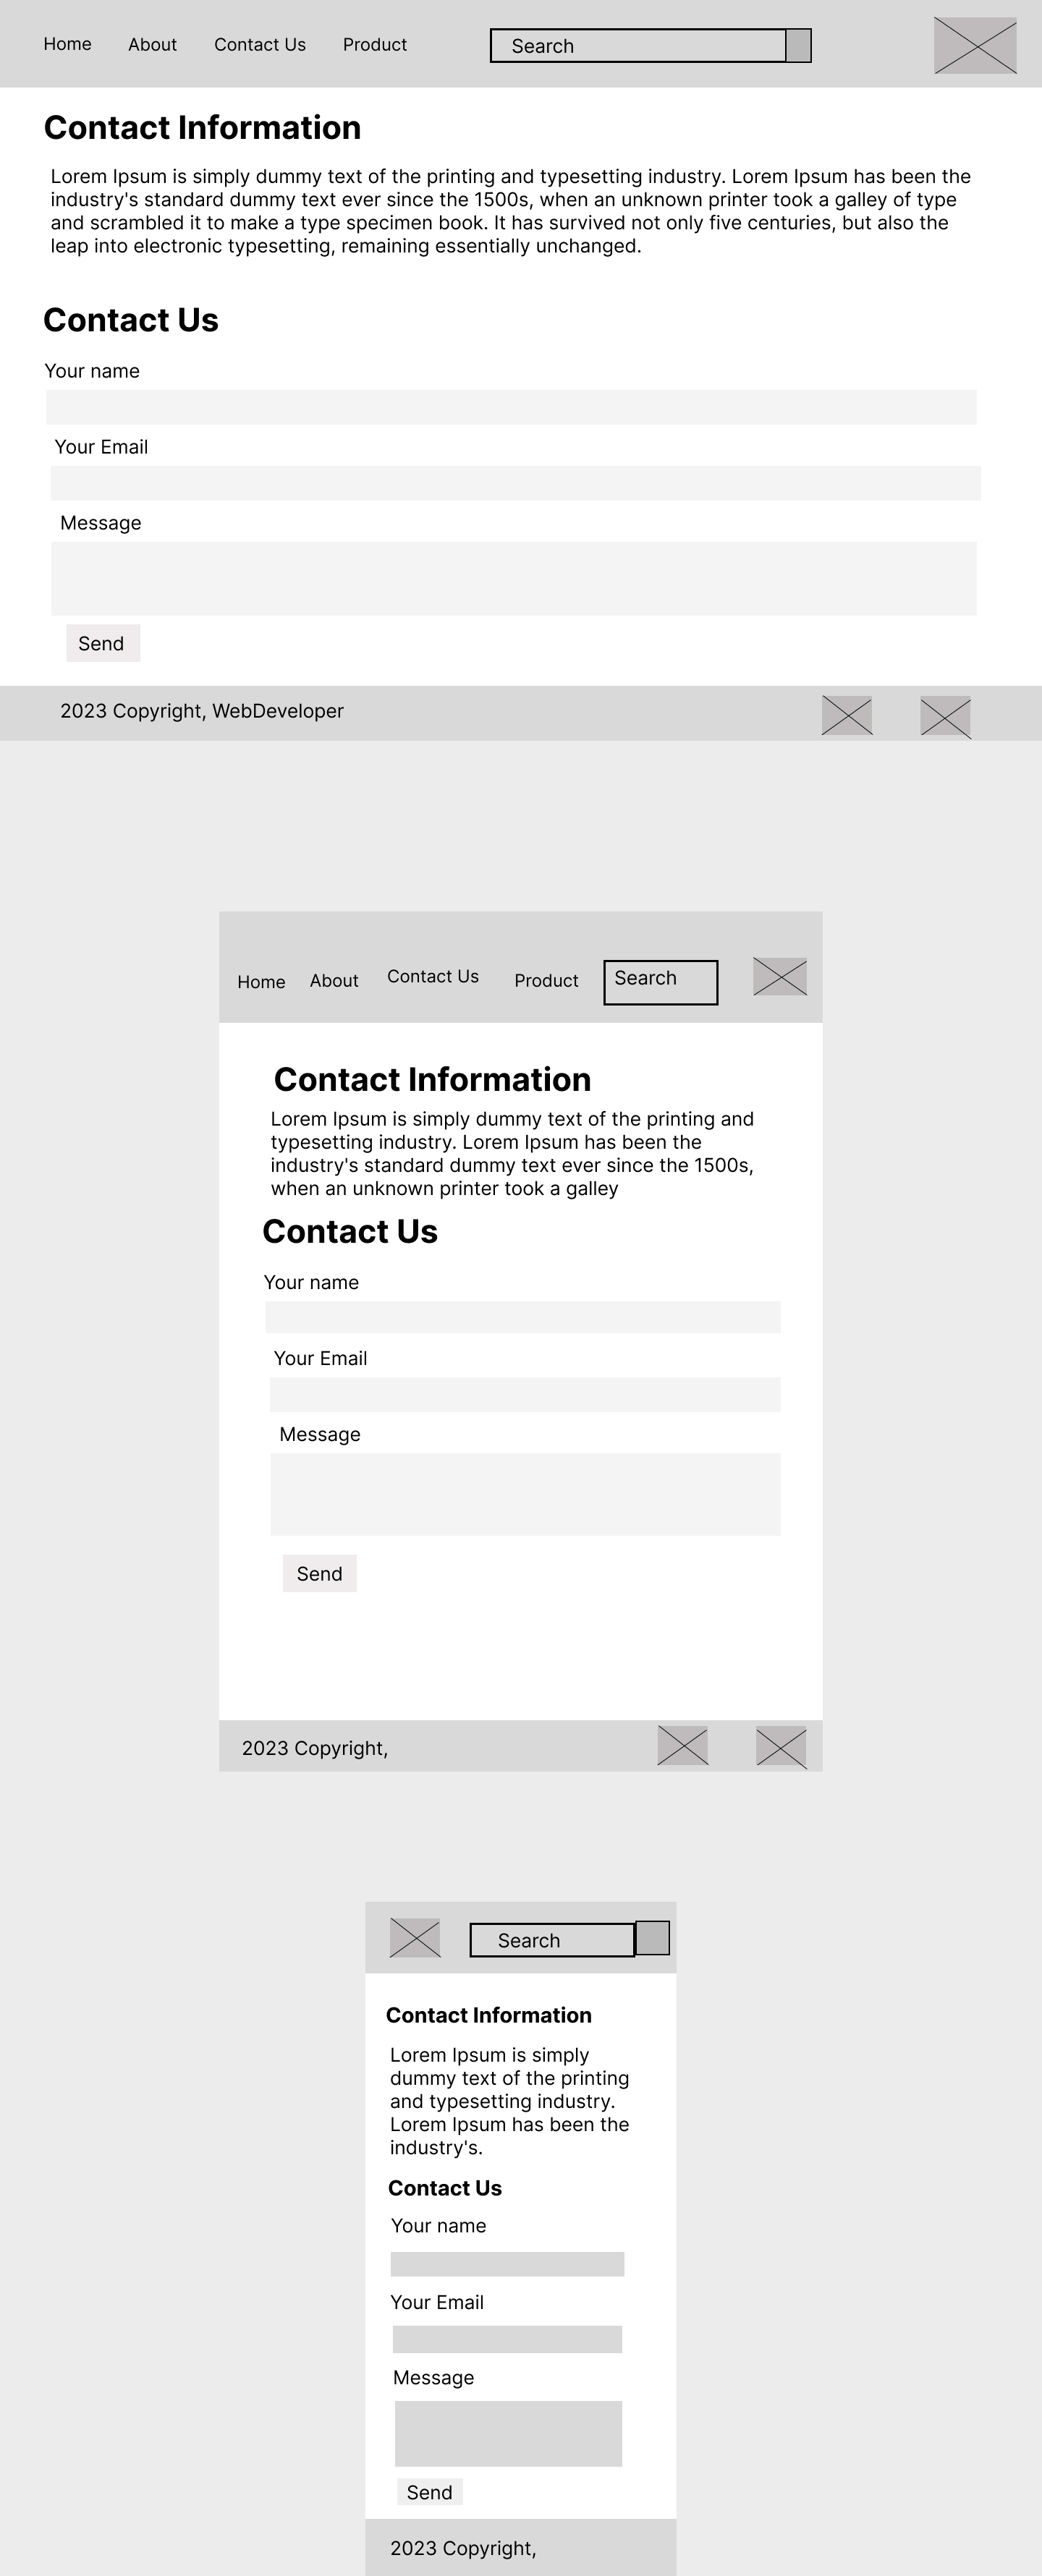 Home About Contact Us Product Search
Contact Information
Lorem Ipsum is simply dummy text of the printing and typesetting industry. Lorem Ipsum has been the
industry's standard dummy text ever since the 1500s, when an unknown printer took a galley of type
and scrambled it to make a type specimen book. It has survived not only five centuries, but also the
leap into electronic typesetting, remaining essentially unchanged.
Contact Us
Your name
Your Email
Message
Send
2023 Copyright, WebDeveloper
Home About Contact Us Product Search
Contact Information
Lorem Ipsum is simply dummy text of the printing and
typesetting industry. Lorem Ipsum has been the
industry's standard dummy text ever since the 1500s,
when an unknown printer took a galley
Contact Us
Your name
Your Email
Message
Send
2023 Copyright,
Search
Contact Information
Lorem Ipsum is simply
dummy text of the printing
and typesetting industry.
Lorem Ipsum has been the
industry's.
Contact Us
Your name
Your Email
Message
Send
2023 Copyright,